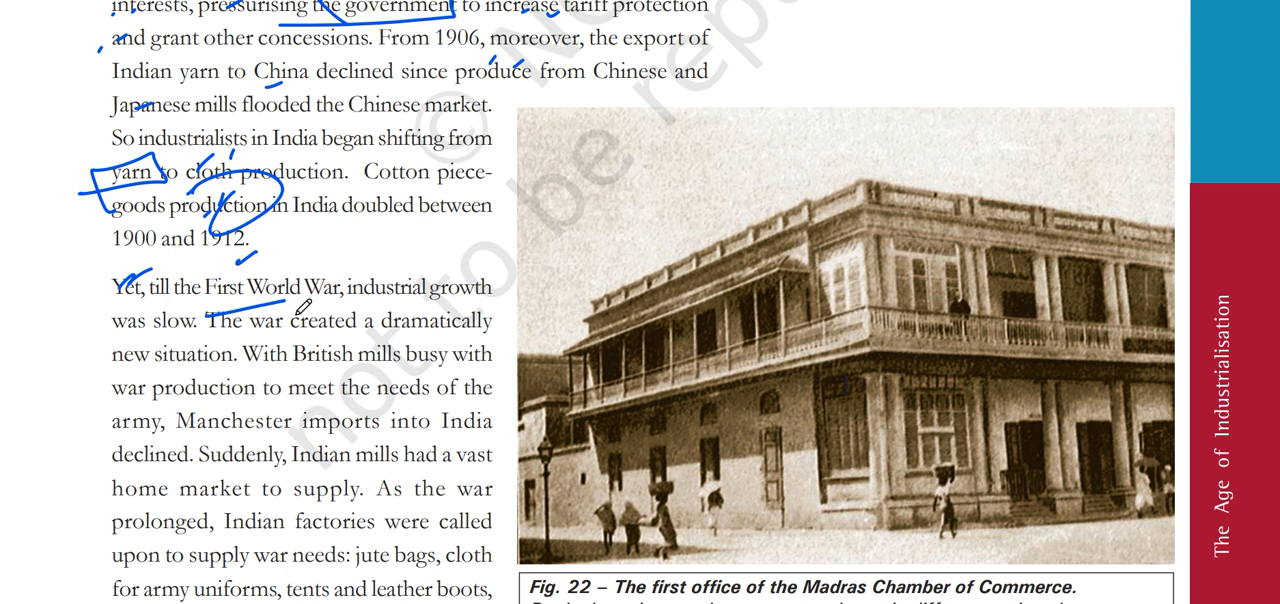 interests, pressurising the government to increase tariff protection
and grant other concessions. From 1906, moreover, the export of
Indian yarn to China declined since produce from Chinese and
Japanese mills flooded the Chinese market.
So industrialists in India began shifting from
yarn to cloth production. Cotton piece-
goods production in India doubled between
1900 and 1912.
Yet, till the First World War, industrial growth
was slow. The war created a dramatically
new situation. With British mills busy with
war production to meet the needs of the
army, Manchester imports into India
declined. Suddenly, Indian mills had a vast
home market to supply. As the war
prolonged, Indian factories were called
upon to supply war needs: jute bags, cloth
for army uniforms, tents and leather boots,
Fig. 22 – The first office of the Madras Chamber of Commerce.
The Age of Industrialisation
©
not to be